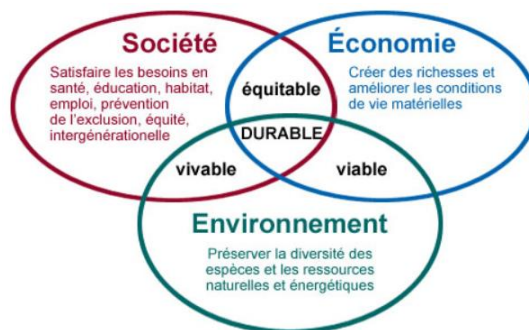 Société
Satisfaire les besoins en
santé, éducation, habitat,
emploi, prévention
de l'exclusion, équité,
intergénérationelle
Économie
Créer des richesses et
améliorer les conditions
de vie matérielles
équitable
DURABLE
vivable
viable
Environnement
Préserver la diversité des
espèces et les ressources
naturelles et énergétiques